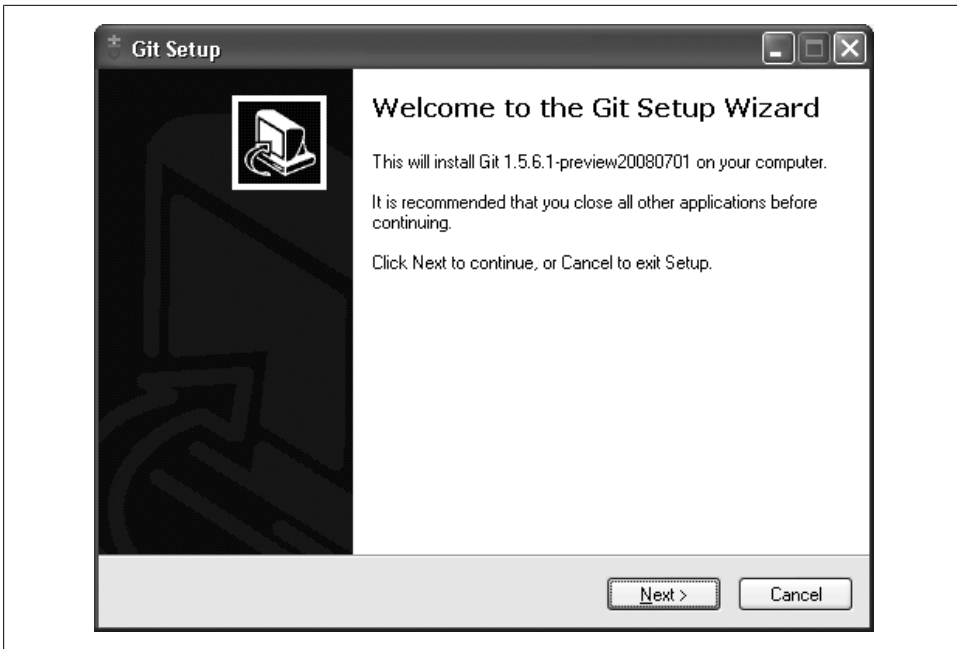 Git Setup
Welcome to the Git Setup Wizard
This will install Git 1.5.6.1-preview20080701 on your computer.
It is recommended that you close all other applications before
continuing.
Click Next to continue, or Cancel to exit Setup.
Next >
Cancel